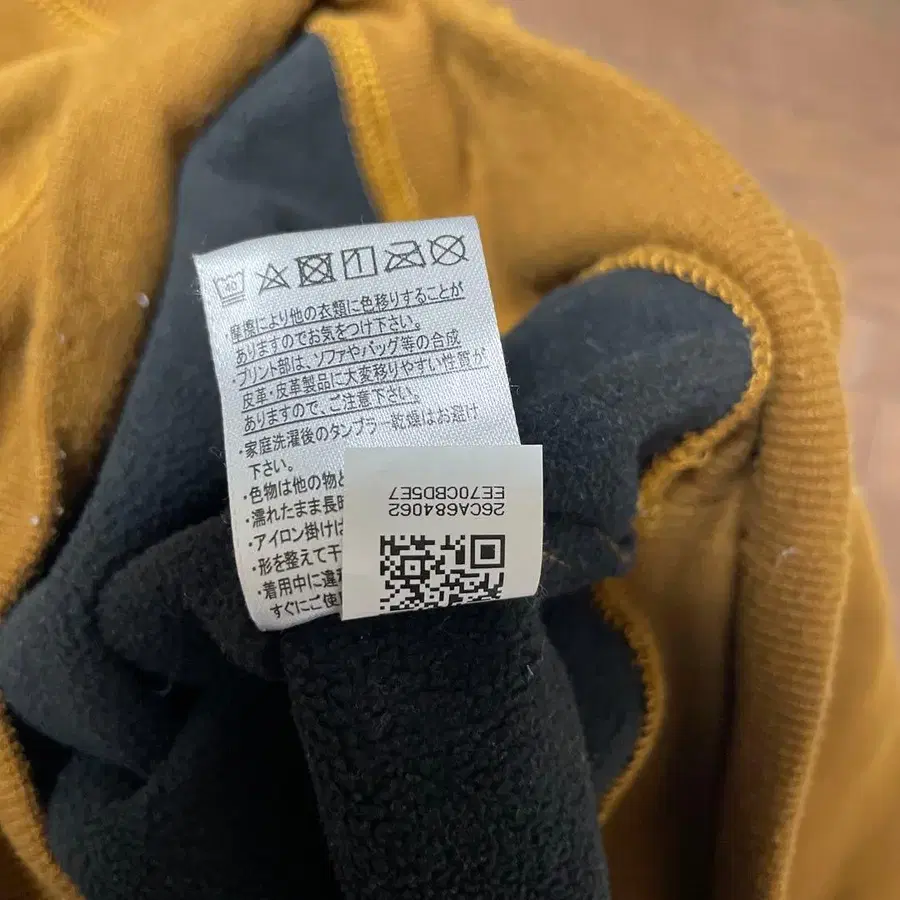 40
・摩擦により他の衣類に色移りすることが
ありますのでお気をつけ下さい。
・プリント部は、ソファやバッグ等の合成
皮革・皮革製品に大変移りやすい性質が
ありますので、ご注意下さい。
・家庭洗濯後のタンブラー乾燥はお避け
下さい。
・色物は他の物と
・濡れたまま長時
・アイロン掛けは
・形を整えて干
・着用中に違和
すぐにご使
26CA684062
EE70CBD5E7